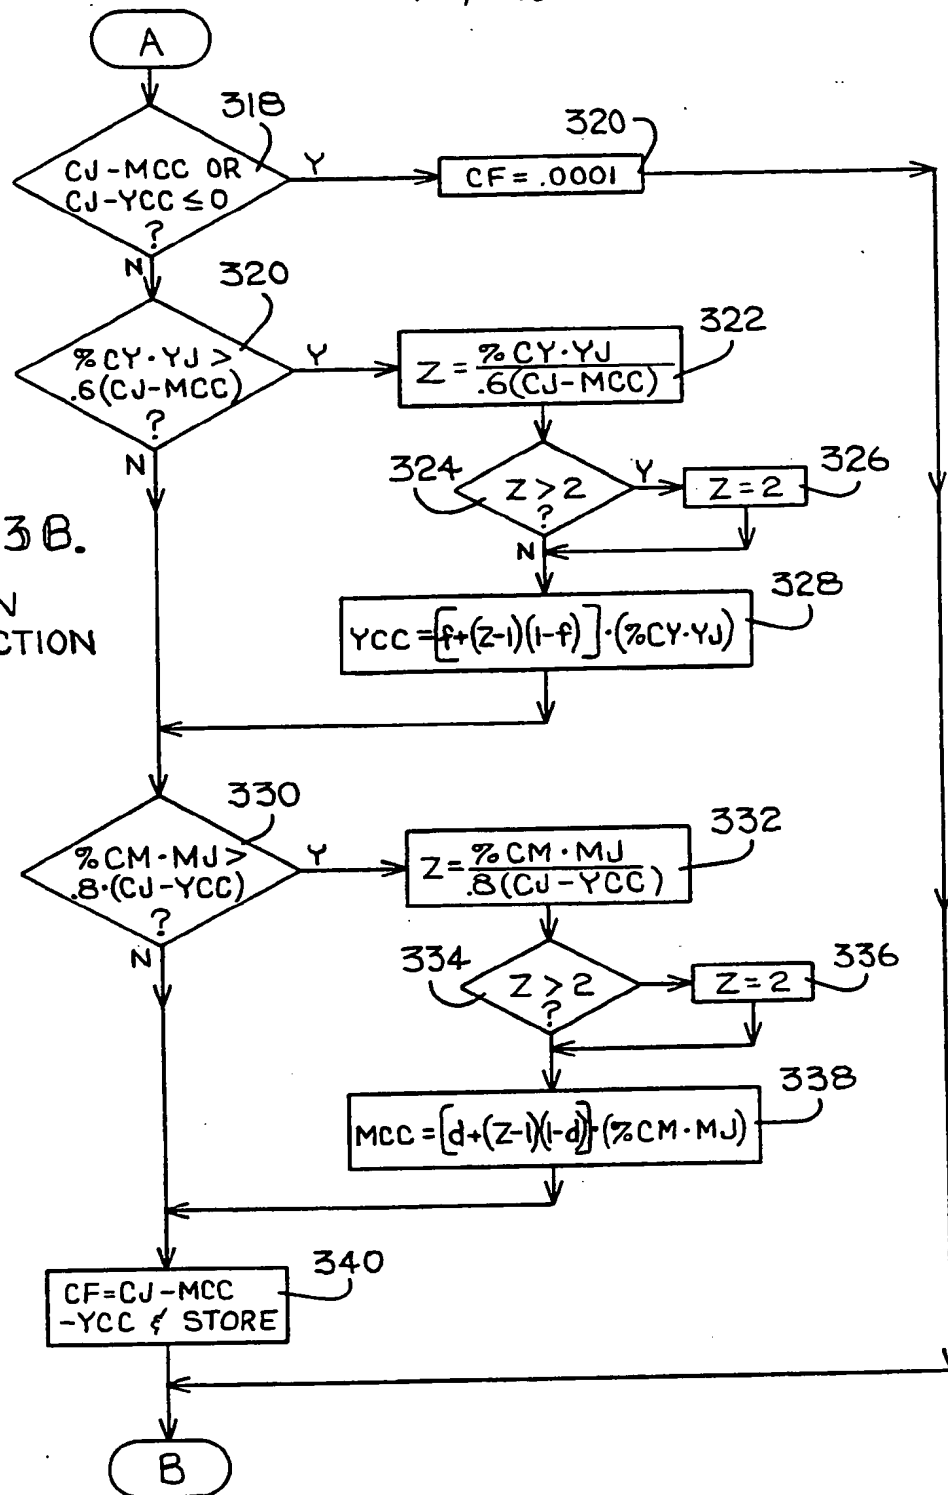 A
318
CJ-MCC OR
CJ-YCC ≤ 0
?
Y
320
CF = .0001
N
320
%CY·YJ >
.6(CJ-MCC)
?
Y
322
Z = %CY·YJ
.6(CJ-MCC)
N
324
Z > 2
?
Y
326
Z = 2
N
3B.
N
CTION
328
YCC = [f+(Z-1)(1-f)]·(%CY·YJ)
330
%CM·MJ >
.8·(CJ-YCC)
?
Y
332
Z = %CM·MJ
.8(CJ-YCC)
N
334
Z > 2
?
336
Z = 2
338
MCC = [d+(Z-1)(1-d)]·(%CM·MJ)
340
CF=CJ-MCC
-YCC & STORE
B